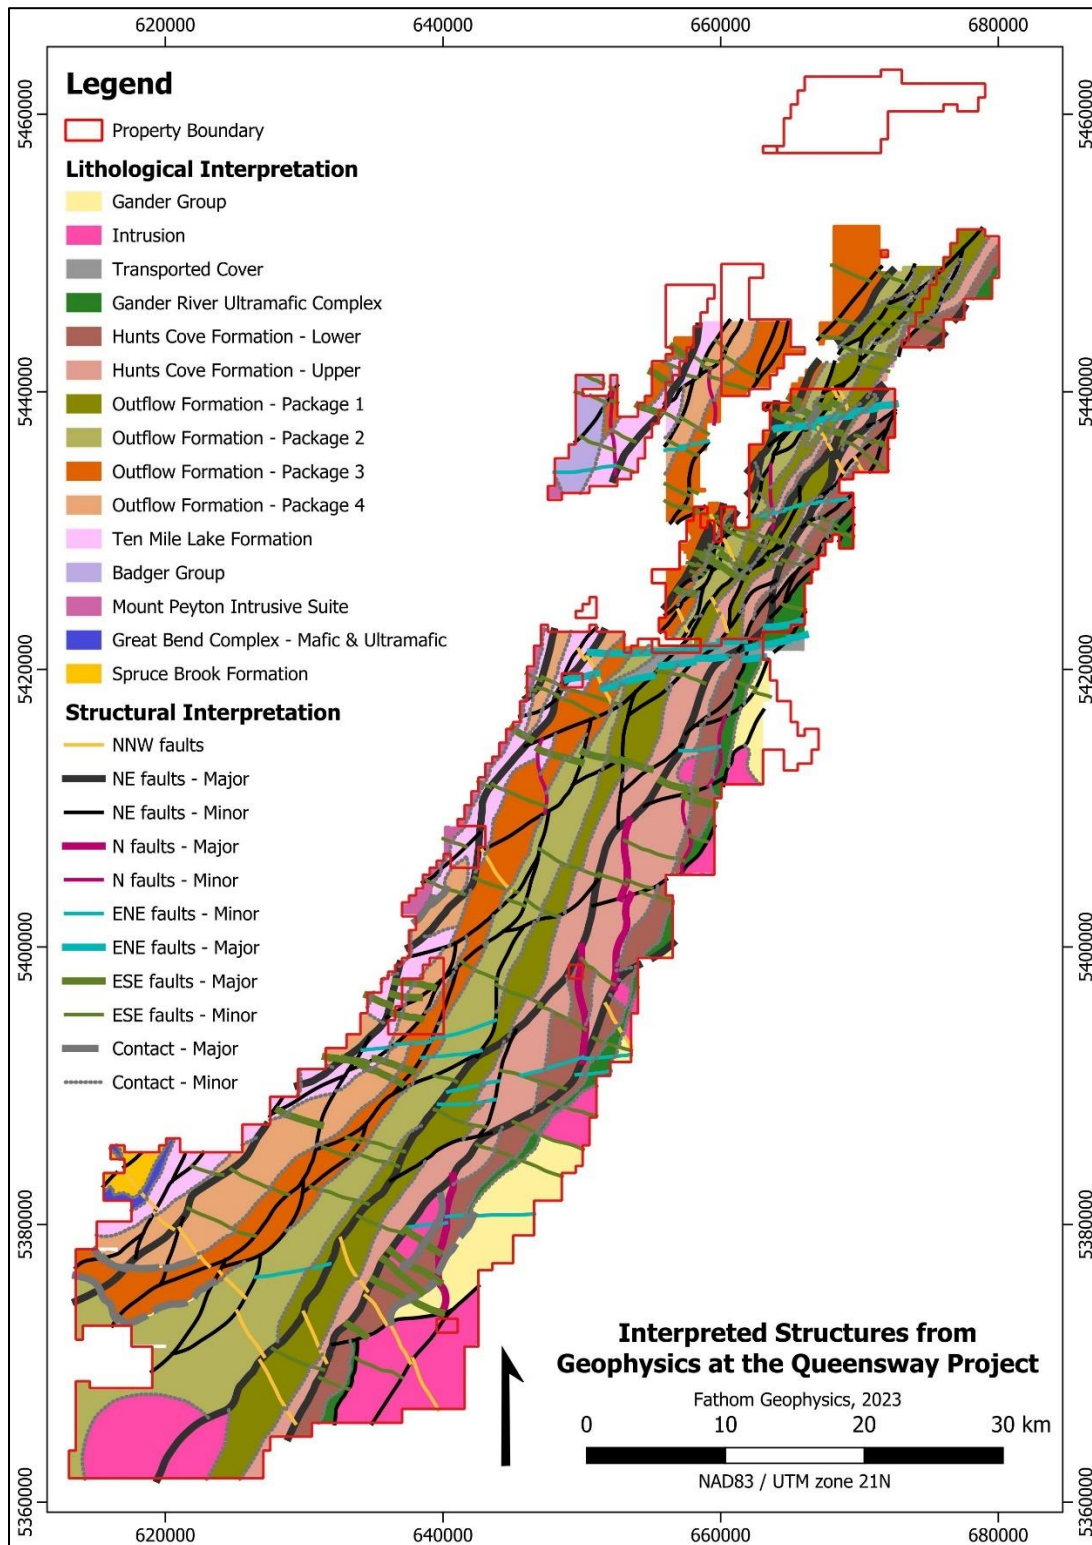 620000 640000 660000 680000
5460000 5460000
5440000 5440000
5420000 5420000
5400000 5400000
5380000 5380000
5360000 5360000
Legend
Property Boundary
Lithological Interpretation
Gander Group
Intrusion
Transported Cover
Gander River Ultramafic Complex
Hunts Cove Formation - Lower
Hunts Cove Formation - Upper
Outflow Formation - Package 1
Outflow Formation - Package 2
Outflow Formation - Package 3
Outflow Formation - Package 4
Ten Mile Lake Formation
Badger Group
Mount Peyton Intrusive Suite
Great Bend Complex - Mafic & Ultramafic
Spruce Brook Formation
Structural Interpretation
NNW faults
NE faults - Major
NE faults - Minor
N faults - Major
N faults - Minor
ENE faults - Minor
ENE faults - Major
ESE faults - Major
ESE faults - Minor
Contact - Major
Contact - Minor
Interpreted Structures from
Geophysics at the Queensway Project
Fathom Geophysics, 2023
0 10 20 30 km
NAD83 / UTM zone 21N
620000 640000 660000 680000